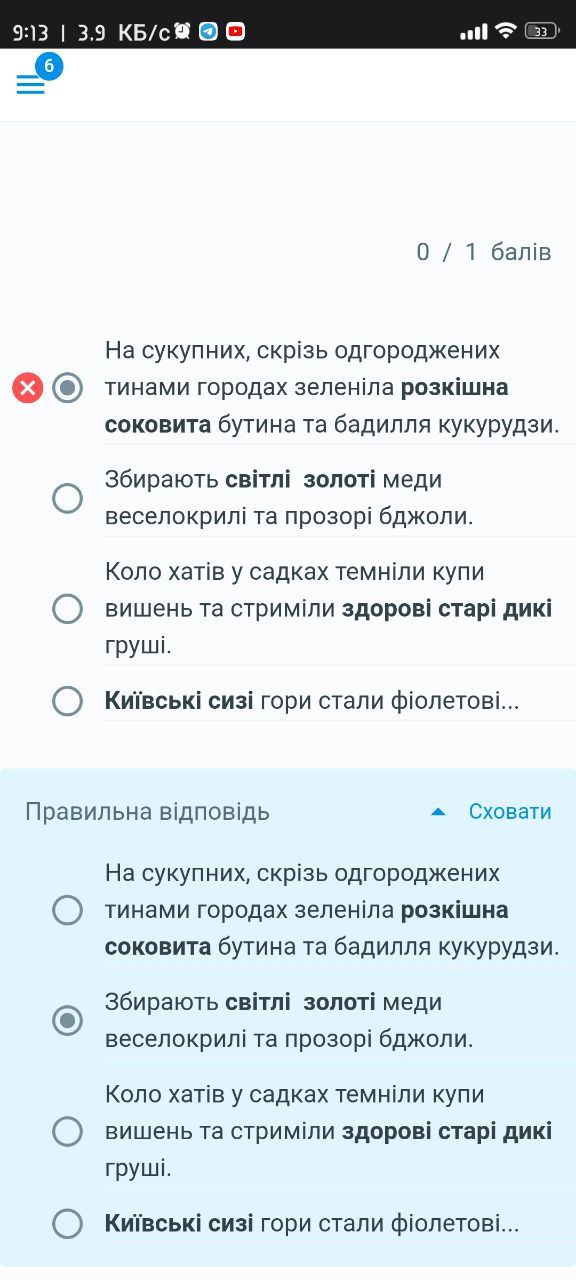 9:13 | 3,9 КБ/с 33
6
0 / 1 балів
На сукупних, скрізь одгороджених
тинами городах зеленіла розкішна
соковита бутина та бадилля кукурудзи.
Збирають світлі золоті меди
веселокрилі та прозорі бджоли.
Коло хатів у садках темніли купи
вишень та стриміли здорові старі дикі
груші.
Київські сизі гори стали фіолетові...
Правильна відповідь Сховати
На сукупних, скрізь одгороджених
тинами городах зеленіла розкішна
соковита бутина та бадилля кукурудзи.
Збирають світлі золоті меди
веселокрилі та прозорі бджоли.
Коло хатів у садках темніли купи
вишень та стриміли здорові старі дикі
груші.
Київські сизі гори стали фіолетові...